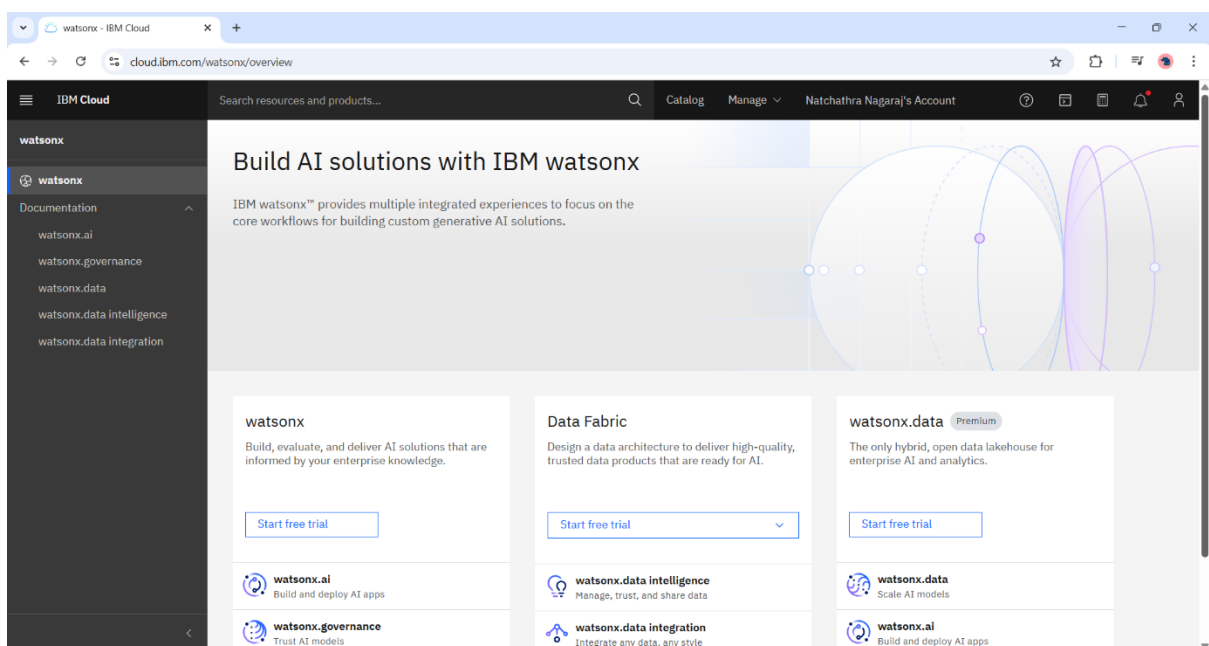 watsonx - IBM Cloud
cloud.ibm.com/watsonx/overview
IBM Cloud
Search resources and products...
Catalog
Manage
Natchathra Nagaraj's Account
watsonx
watsonx
Documentation
watsonx.ai
watsonx.governance
watsonx.data
watsonx.data intelligence
watsonx.data integration
Build AI solutions with IBM watsonx
IBM watsonx™ provides multiple integrated experiences to focus on the
core workflows for building custom generative AI solutions.
watsonx
Build, evaluate, and deliver AI solutions that are
informed by your enterprise knowledge.
Start free trial
watsonx.ai
Build and deploy AI apps
watsonx.governance
Trust AI models
Data Fabric
Design a data architecture to deliver high-quality,
trusted data products that are ready for AI.
Start free trial
watsonx.data intelligence
Manage, trust, and share data
watsonx.data integration
Integrate any data, any style
watsonx.data Premium
The only hybrid, open data lakehouse for
enterprise AI and analytics.
Start free trial
watsonx.data
Scale AI models
watsonx.ai
Build and deploy AI apps